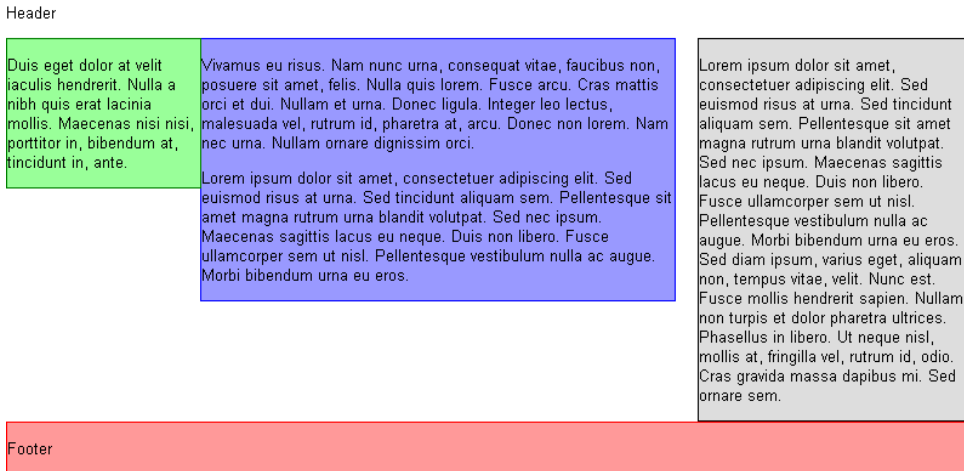 Header
Duis eget dolor at velit
iaculis hendrerit. Nulla a
nibh quis erat lacinia
mollis. Maecenas nisi nisi,
porttitor in, bibendum at,
tincidunt in, ante.
Vivamus eu risus. Nam nunc urna, consequat vitae, faucibus non,
posuere sit amet, felis. Nulla quis lorem. Fusce arcu. Cras mattis
orci et dui. Nullam et urna. Donec ligula. Integer leo lectus,
malesuada vel, rutrum id, pharetra at, arcu. Donec non lorem. Nam
nec urna. Nullam ornare dignissim orci.
Lorem ipsum dolor sit amet, consectetuer adipiscing elit. Sed
euismod risus at urna. Sed tincidunt aliquam sem. Pellentesque sit
amet magna rutrum urna blandit volutpat. Sed nec ipsum.
Maecenas sagittis lacus eu neque. Duis non libero. Fusce
ullamcorper sem ut nisl. Pellentesque vestibulum nulla ac augue.
Morbi bibendum urna eu eros.
Lorem ipsum dolor sit amet,
consectetuer adipiscing elit. Sed
euismod risus at urna. Sed tincidunt
aliquam sem. Pellentesque sit amet
magna rutrum urna blandit volutpat.
Sed nec ipsum. Maecenas sagittis
lacus eu neque. Duis non libero.
Fusce ullamcorper sem ut nisl.
Pellentesque vestibulum nulla ac
augue. Morbi bibendum urna eu eros.
Sed diam ipsum, varius eget, aliquam
non, tempus vitae, velit. Nunc est.
Fusce mollis hendrerit sapien. Nullam
non turpis et dolor pharetra ultrices.
Phasellus in libero. Ut neque nisl,
mollis at, fringilla vel, rutrum id, odio.
Cras gravida massa dapibus mi. Sed
ornare sem.
Footer